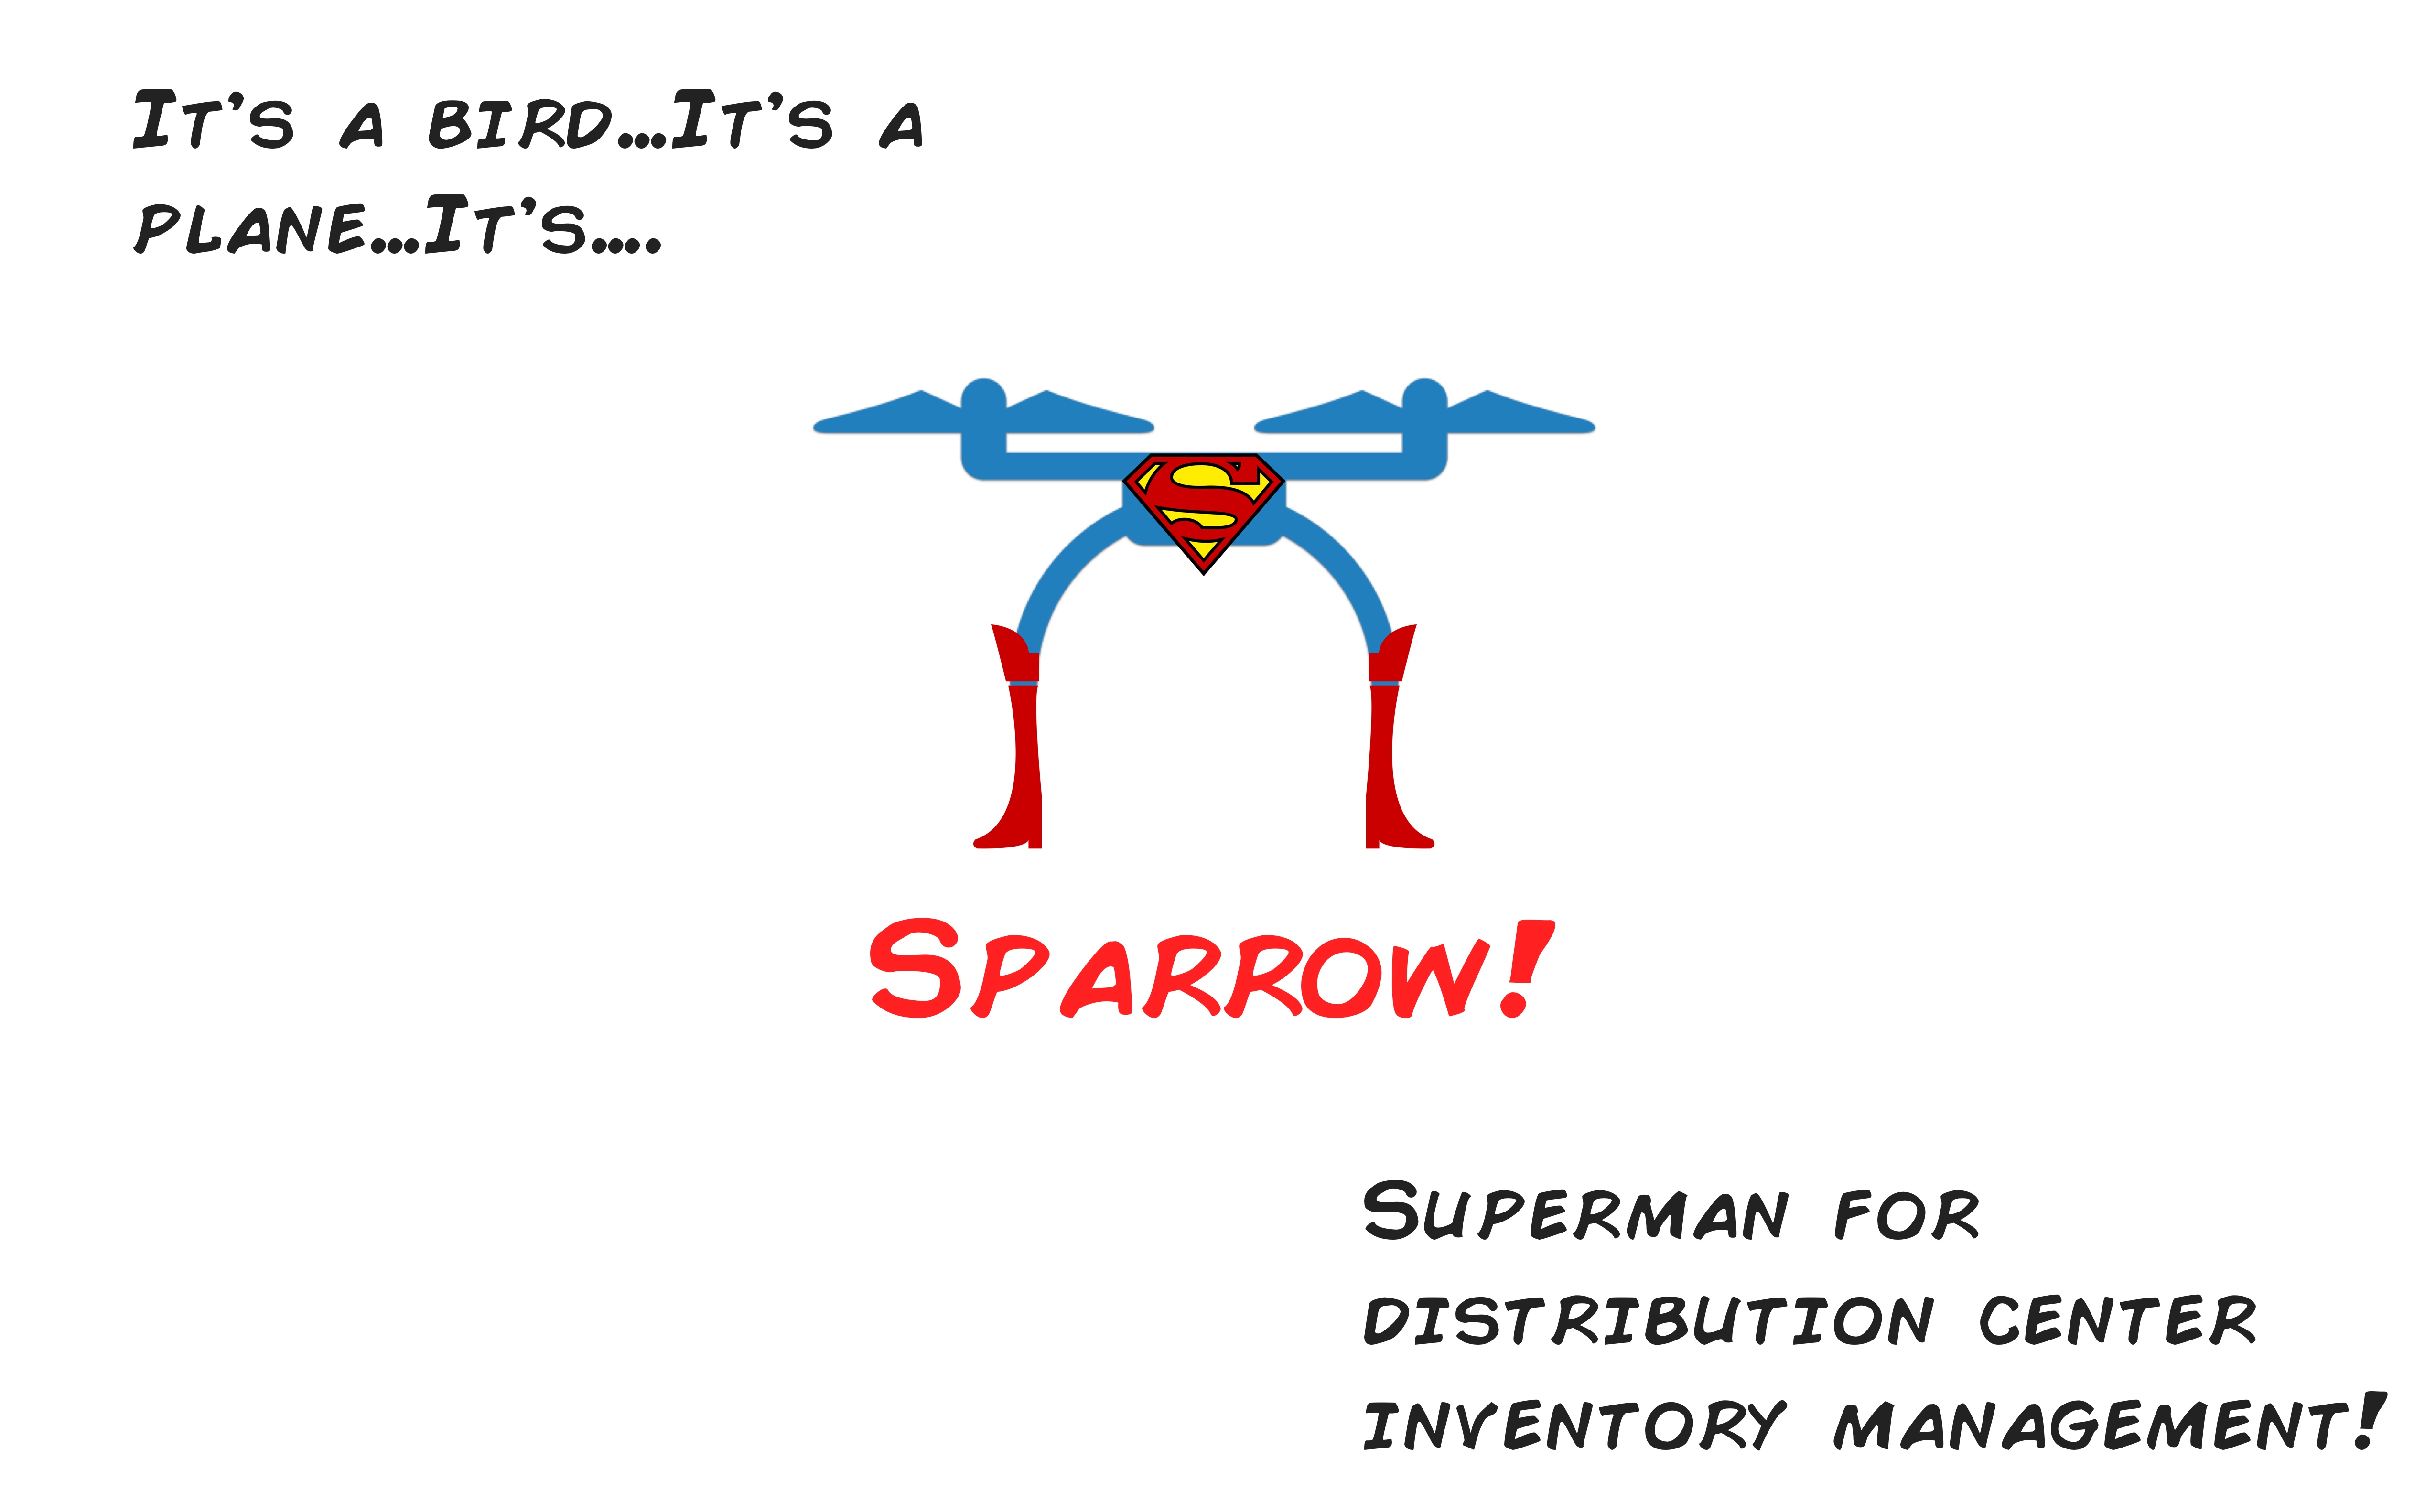 It's a bird...It's a
plane...It's....
S
Sparrow!
Superman for
distribution center
inventory management!